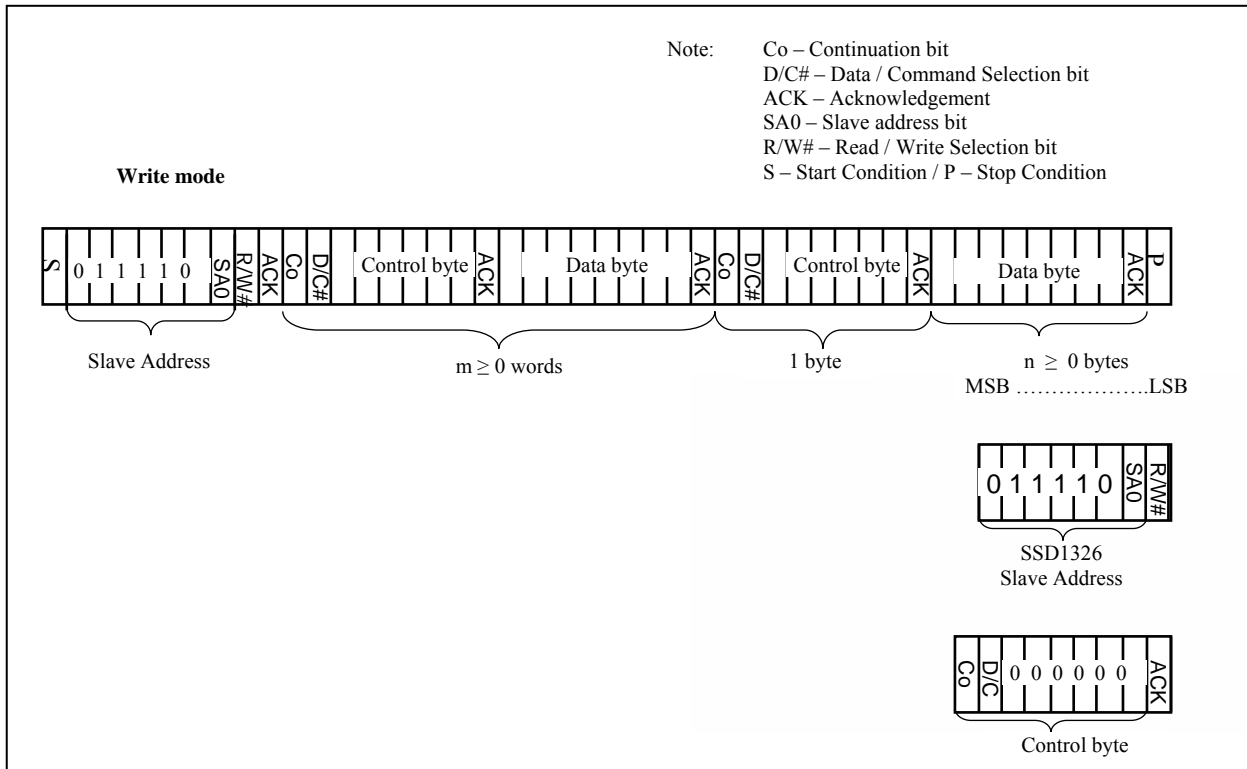 Note: Co – Continuation bit
D/C# – Data / Command Selection bit
ACK – Acknowledgement
SA0 – Slave address bit
R/W# – Read / Write Selection bit
S – Start Condition / P – Stop Condition
Write mode
S 0 1 1 1 1 0 SA0 R/W# ACK Co D/C# Control byte ACK Data byte ACK Co D/C# Control byte ACK Data byte ACK P
Slave Address m ≥ 0 words 1 byte n ≥ 0 bytes
MSB ………………..LSB
0 1 1 1 1 0 SA0 R/W#
SSD1326
Slave Address
Co D/C 0 0 0 0 0 0 ACK
Control byte